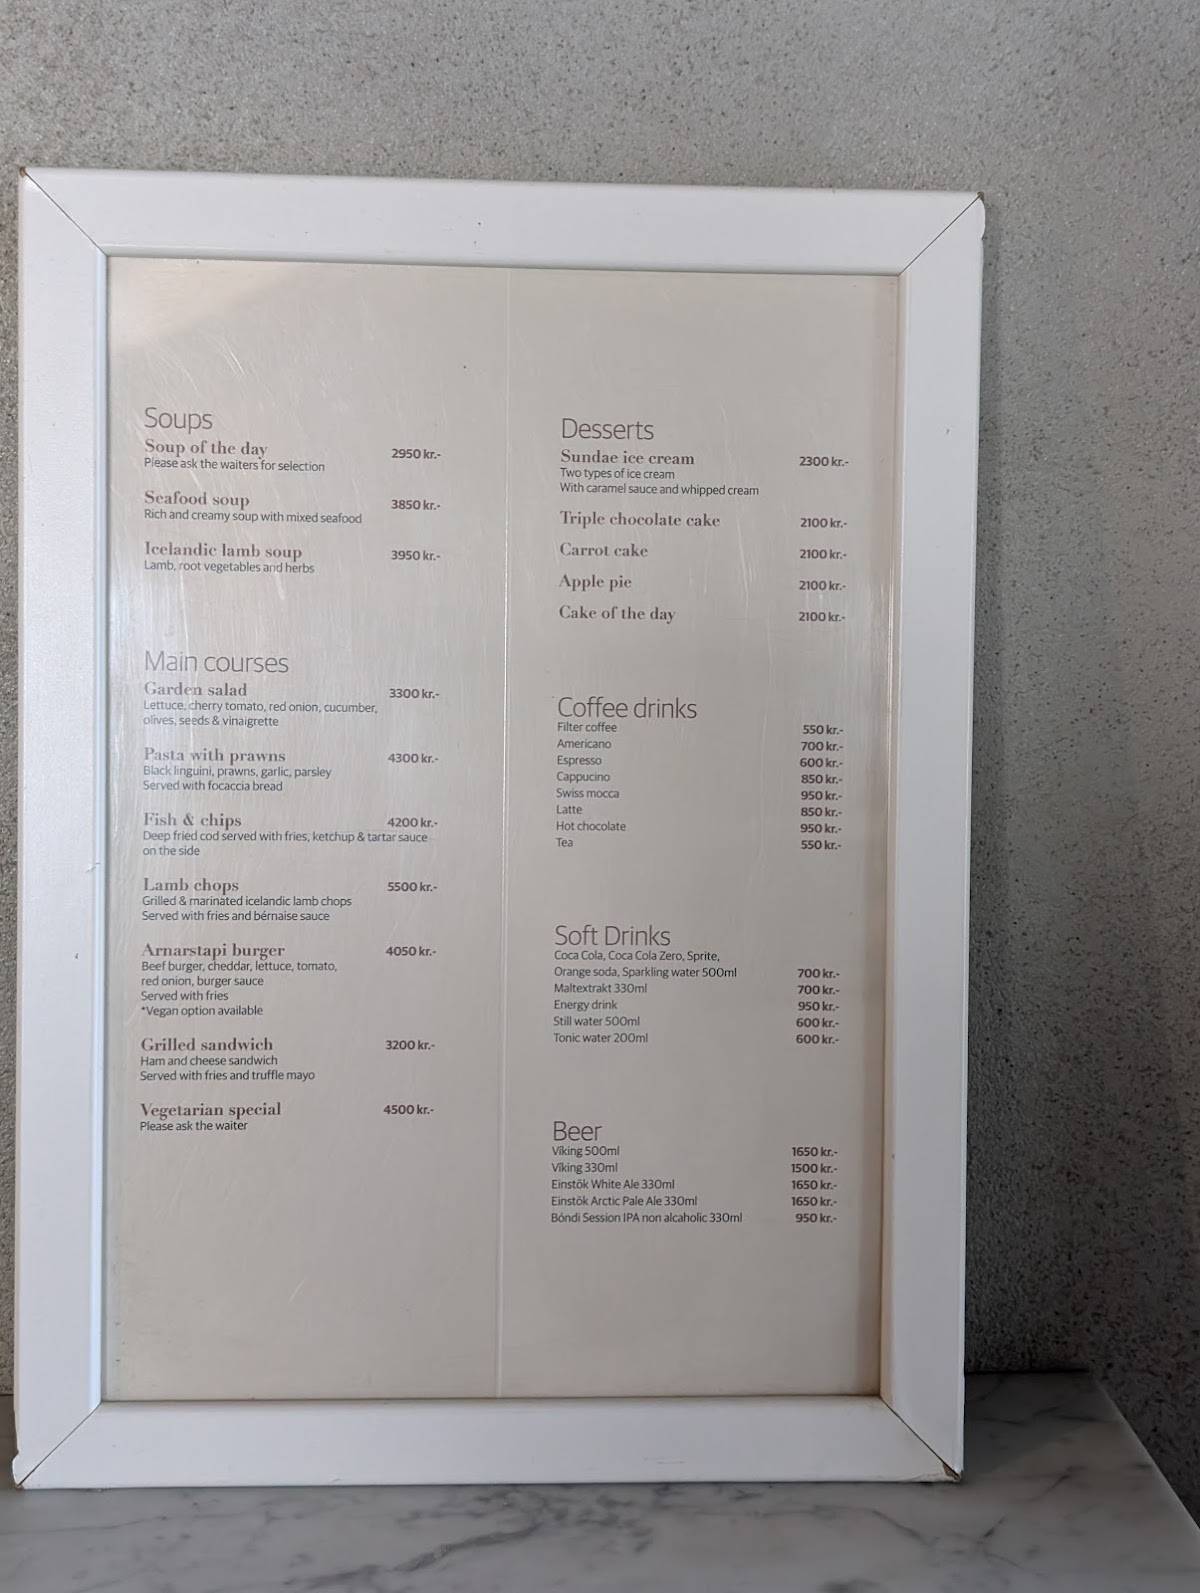 Soups
Soup of the day 2950 kr.-
Please ask the waiters for selection
Seafood soup 3850 kr.-
Rich and creamy soup with mixed seafood
Icelandic lamb soup 3950 kr.-
Lamb, root vegetables and herbs
Main courses
Garden salad 3300 kr.-
Lettuce, cherry tomato, red onion, cucumber,
olives, seeds & vinaigrette
Pasta with prawns 4300 kr.-
Black linguini, prawns, garlic, parsley
Served with focaccia bread
Fish & chips 4200 kr.-
Deep fried cod served with fries, ketchup & tartar sauce
on the side
Lamb chops 5500 kr.-
Grilled & marinated icelandic lamb chops
Served with fries and bérnaise sauce
Arnarstapi burger 4050 kr.-
Beef burger, cheddar, lettuce, tomato,
red onion, burger sauce
Served with fries
*Vegan option available
Grilled sandwich 3200 kr.-
Ham and cheese sandwich
Served with fries and truffle mayo
Vegetarian special 4500 kr.-
Please ask the waiter
Desserts
Sundae ice cream 2300 kr.-
Two types of ice cream
With caramel sauce and whipped cream
Triple chocolate cake 2100 kr.-
Carrot cake 2100 kr.-
Apple pie 2100 kr.-
Cake of the day 2100 kr.-
Coffee drinks
Filter coffee 550 kr.-
Americano 700 kr.-
Espresso 600 kr.-
Cappucino 850 kr.-
Swiss mocca 950 kr.-
Latte 850 kr.-
Hot chocolate 950 kr.-
Tea 550 kr.-
Soft Drinks
Coca Cola, Coca Cola Zero, Sprite,
Orange soda, Sparkling water 500ml 700 kr.-
Maltextrakt 330ml 700 kr.-
Energy drink 950 kr.-
Still water 500ml 600 kr.-
Tonic water 200ml 600 kr.-
Beer
Víking 500ml 1650 kr.-
Víking 330ml 1500 kr.-
Einstök White Ale 330ml 1650 kr.-
Einstök Arctic Pale Ale 330ml 1650 kr.-
Bóndi Session IPA non alcaholic 330ml 950 kr.-